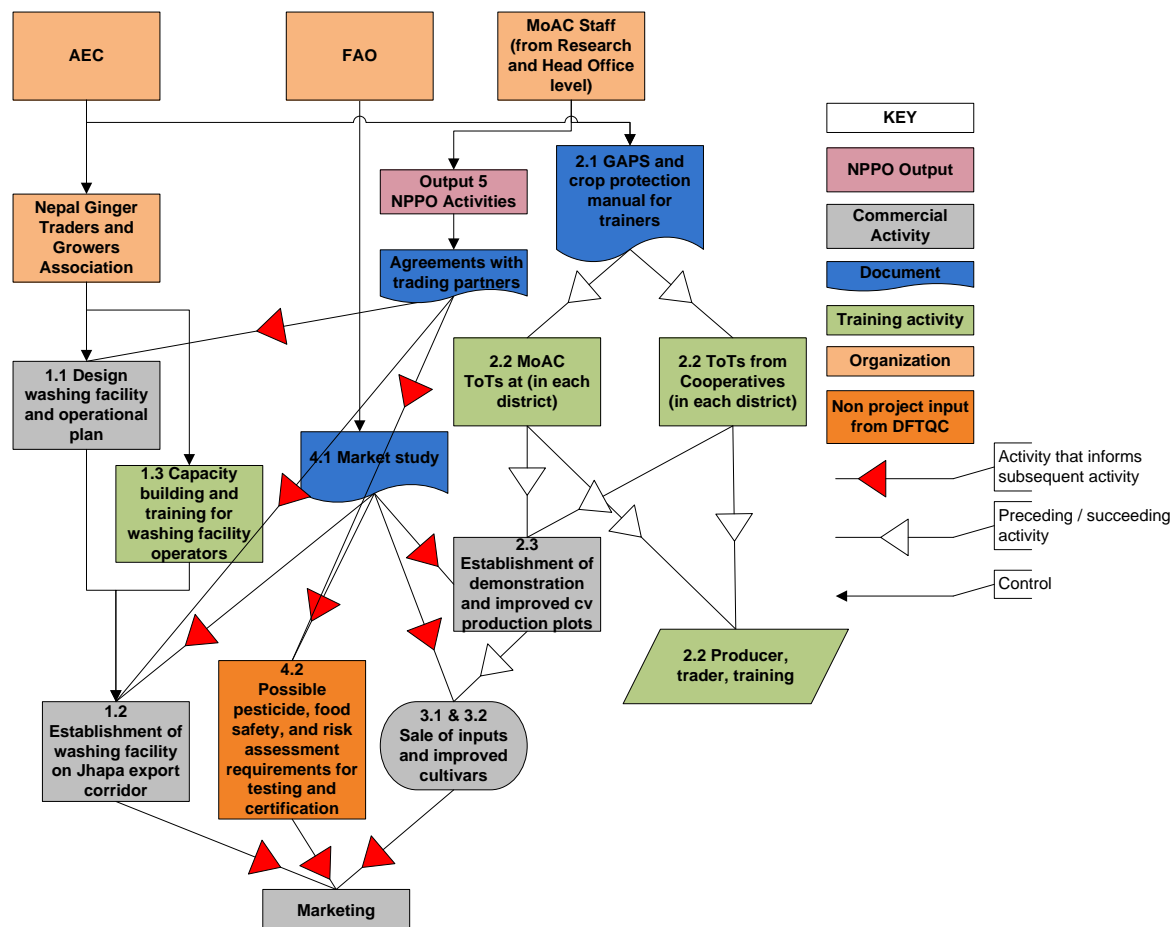 AEC
FAO
MoAC Staff
(from Research
and Head Office
level)
KEY
NPPO Output
Commercial
Activity
Document
Training activity
Organization
Non project input
from DFTQC
Activity that informs
subsequent activity
Preceding / succeeding
activity
Control
2.1 GAPS and
crop protection
manual for
trainers
Output 5
NPPO Activities
Nepal Ginger
Traders and
Growers
Association
Agreements with
trading partners
2.2 MoAC
ToTs at (in each
district)
2.2 ToTs from
Cooperatives
(in each district)
1.1 Design
washing facility
and operational
plan
4.1 Market study
1.3 Capacity
building and
training for
washing facility
operators
2.3
Establishment of
demonstration
and improved cv
production plots
2.2 Producer,
trader, training
1.2
Establishment of
washing facility
on Jhapa export
corridor
4.2
Possible
pesticide, food
safety, and risk
assessment
requirements for
testing and
certification
3.1 & 3.2
Sale of inputs
and improved
cultivars
Marketing